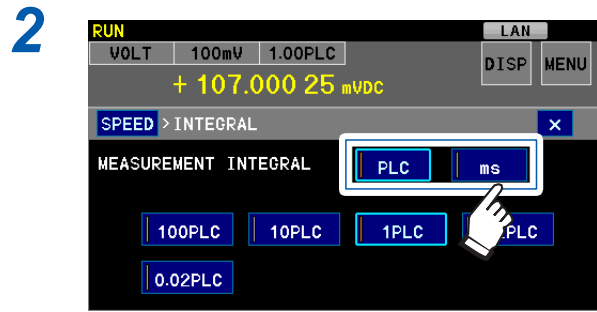 2
RUN LAN
VOLT 100mV 1.00PLC
DISP MENU
+ 107.000 25 mVDC
SPEED > INTEGRAL ×
MEASUREMENT INTEGRAL PLC ms
100PLC 10PLC 1PLC
0.02PLC